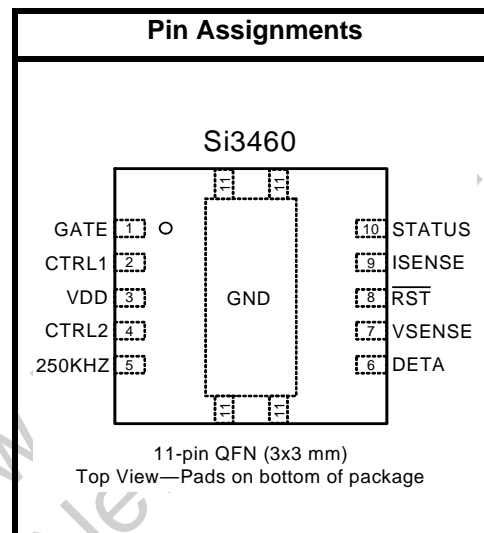 Pin Assignments
Si3460
11 11
GATE 1 10 STATUS
CTRL1 2 9 ISENSE
VDD 3 GND 8 RST
CTRL2 4 7 VSENSE
250KHZ 5 6 DETA
11 11
11-pin QFN (3x3 mm)
Top View—Pads on bottom of package